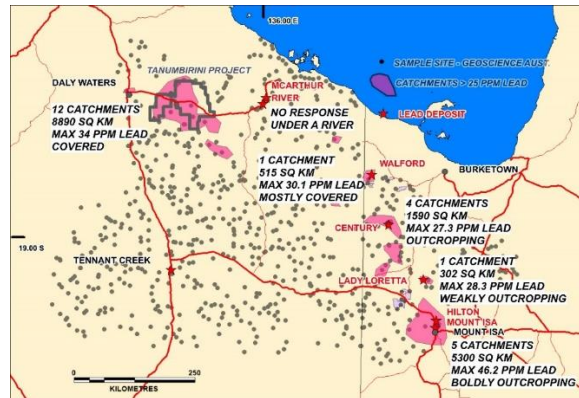 136.00 E
SAMPLE SITE - GEOSCIENCE AUST.
CATCHMENTS > 25 PPM LEAD
LEAD DEPOSIT
TANUMBIRINI PROJECT
DALY WATERS
MCARTHUR
RIVER
12 CATCHMENTS
8890 SQ KM
MAX 34 PPM LEAD
COVERED
NO RESPONSE
UNDER A RIVER
1 CATCHMENT
515 SQ KM
MAX 30.1 PPM LEAD
MOSTLY COVERED
WALFORD
BURKETOWN
4 CATCHMENTS
1590 SQ KM
MAX 27.3 PPM LEAD
OUTCROPPING
CENTURY
19.00 S
TENNANT CREEK
1 CATCHMENT
302 SQ KM
MAX 28.3 PPM LEAD
WEAKLY OUTCROPPING
LADY LORETTA
HILTON
MOUNT ISA
MOUNT ISA
5 CATCHMENTS
5300 SQ KM
MAX 46.2 PPM LEAD
BOLDLY OUTCROPPING
0 250
KILOMETRES